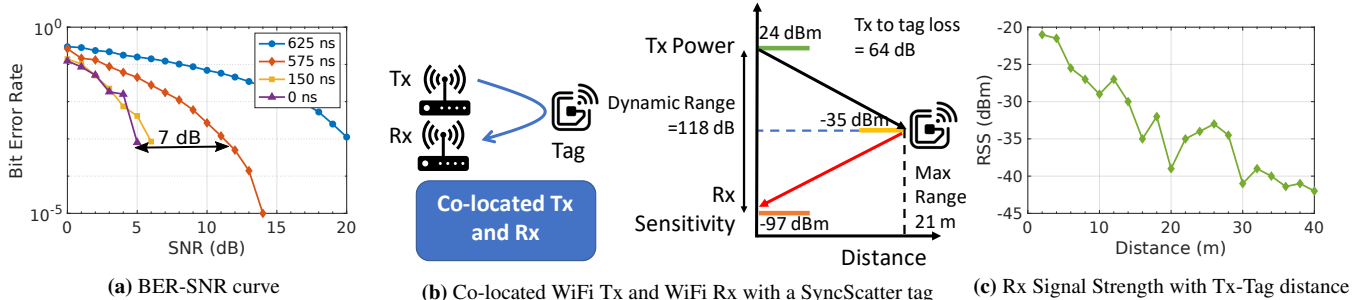 10^0
10^-5
0
5
10
15
20
SNR (dB)
Bit Error Rate
625 ns
575 ns
150 ns
0 ns
7 dB
(a) BER-SNR curve
Tx
Rx
Tag
Co-located Tx
and Rx
Tx Power
24 dBm
Tx to tag loss
= 64 dB
Dynamic Range
=118 dB
-35 dBm
Rx
Sensitivity
-97 dBm
Max
Range
21 m
Distance
(b) Co-located WiFi Tx and WiFi Rx with a SyncScatter tag
-20
-25
-30
-35
-40
-45
RSS (dBm)
0
10
20
30
40
Distance (m)
(c) Rx Signal Strength with Tx-Tag distance